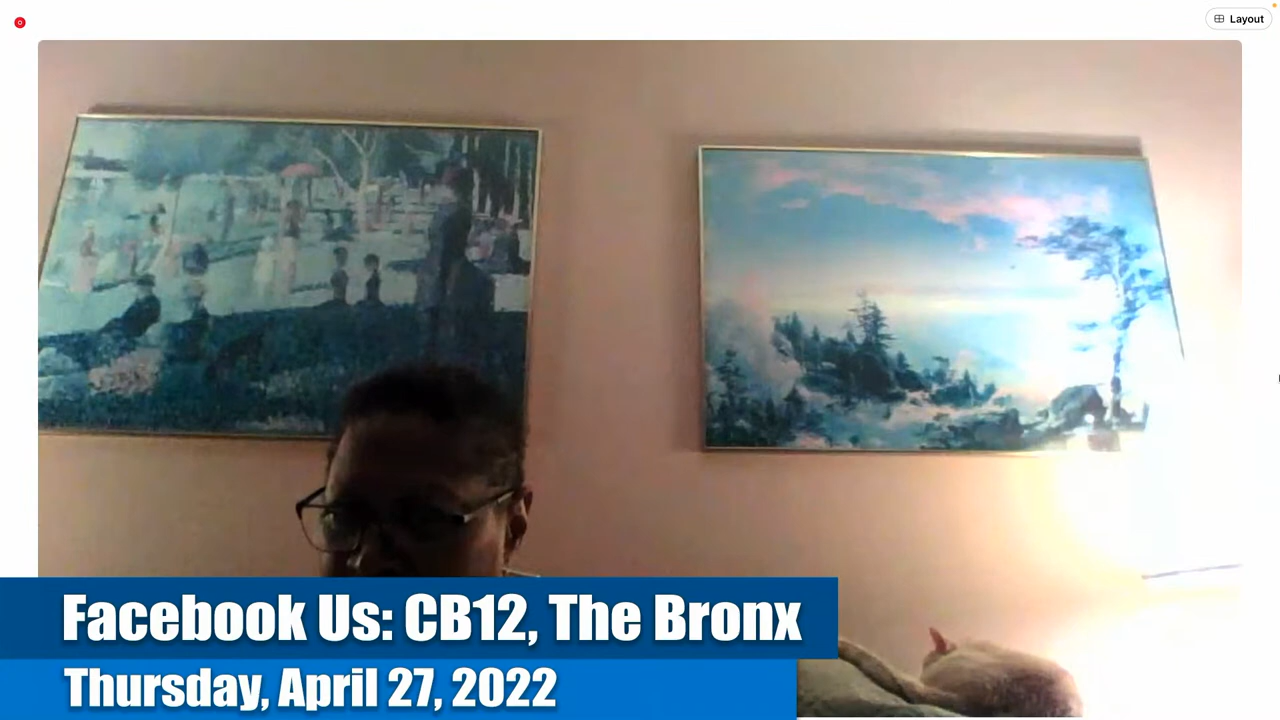 Layout
Facebook Us: CB12, The Bronx
Thursday, April 27, 2022